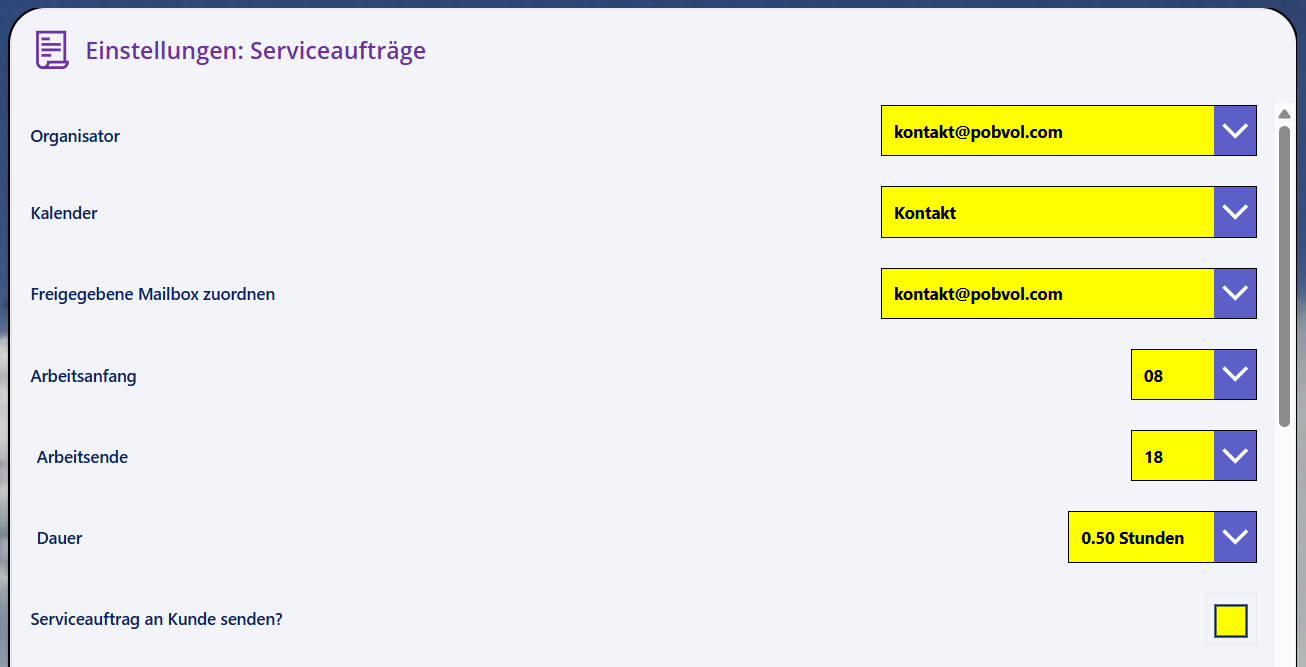 Einstellungen: Serviceaufträge
Organisator
kontakt@pobvol.com
Kalender
Kontakt
Freigegebene Mailbox zuordnen
kontakt@pobvol.com
Arbeitsanfang
08
Arbeitsende
18
Dauer
0.50 Stunden
Serviceauftrag an Kunde senden?